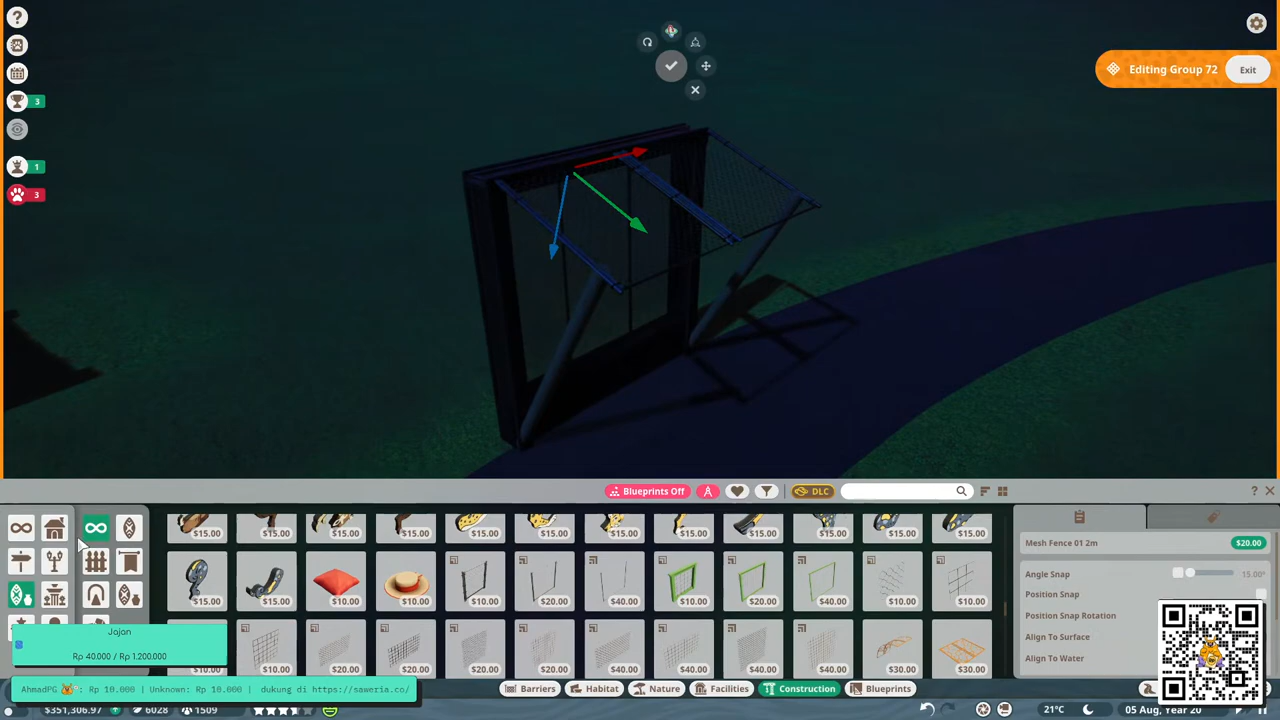 ?
Editing Group 72
Exit
3
1
3
Blueprints Off
DLC
?
$15.00 $15.00 $15.00 $15.00 $15.00 $15.00 $15.00 $15.00 $15.00 $15.00 $15.00 $15.00
$15.00 $15.00 $10.00 $10.00 $10.00 $20.00 $40.00 $10.00 $20.00 $40.00 $10.00 $10.00
$10.00 $10.00 $20.00 $20.00 $20.00 $40.00 $40.00 $40.00 $40.00 $30.00 $30.00
Mesh Fence 01 2m
$20.00
Angle Snap
15.00°
Position Snap
Position Snap Rotation
Align To Surface
Align To Water
Jajan
Rp 40.000 / Rp 1.200.000
AhmadPG : Rp 10.000 | Unknown: Rp 10.000 | dukung di https://saweria.co/
Barriers
Habitat
Nature
Facilities
Construction
Blueprints
$351,306.97
6028
1509
21°C
05 Aug, Year 20